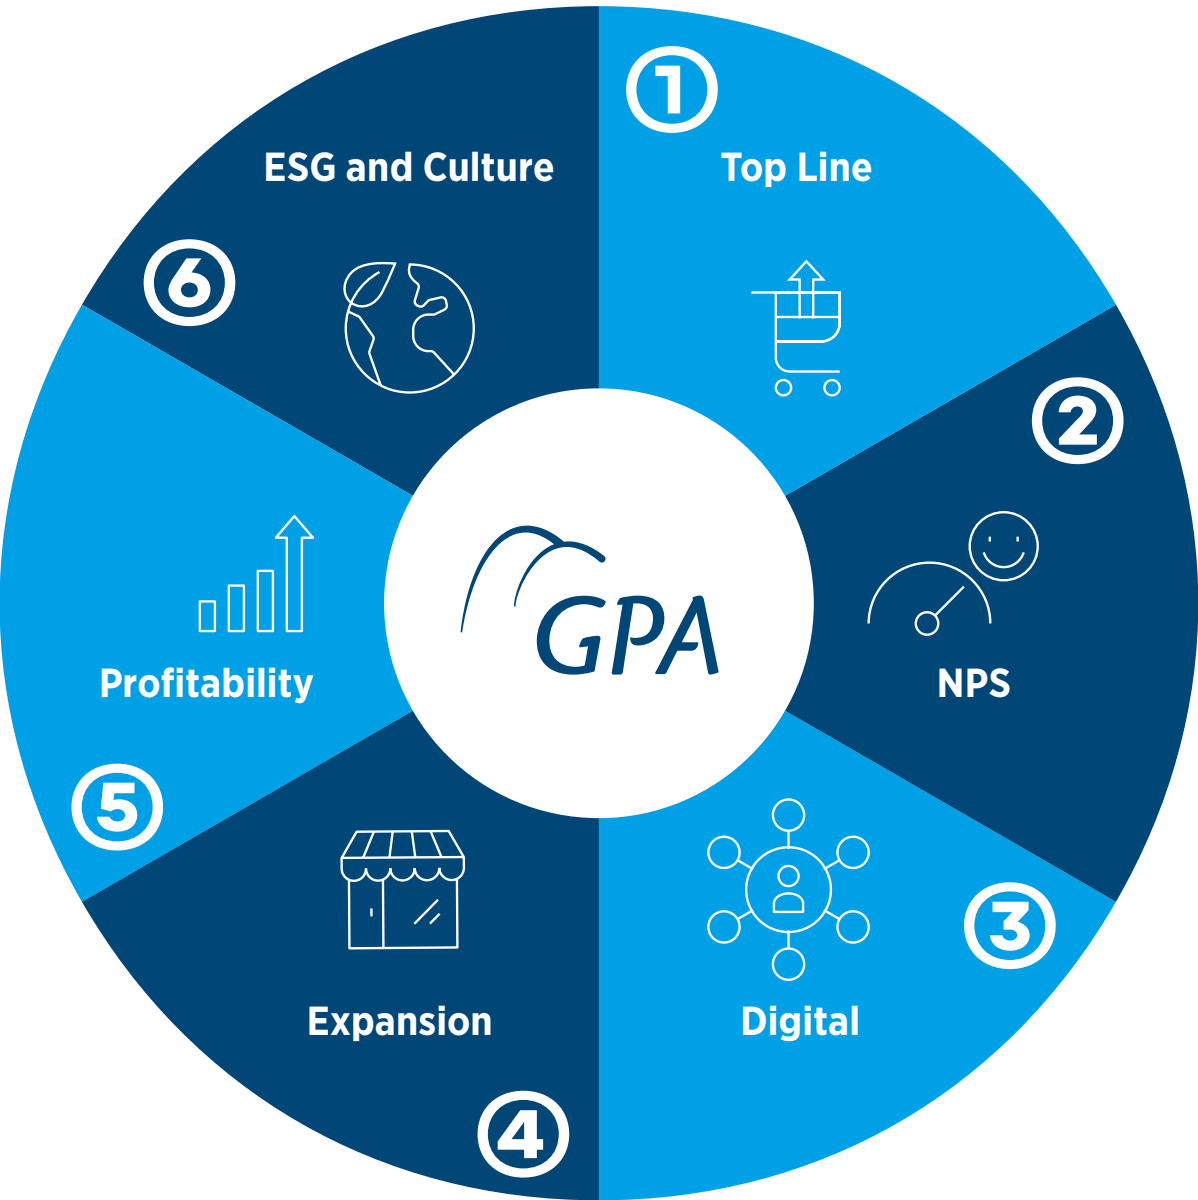 1
Top Line
2
NPS
3
Digital
4
Expansion
5
Profitability
6
ESG and Culture
GPA